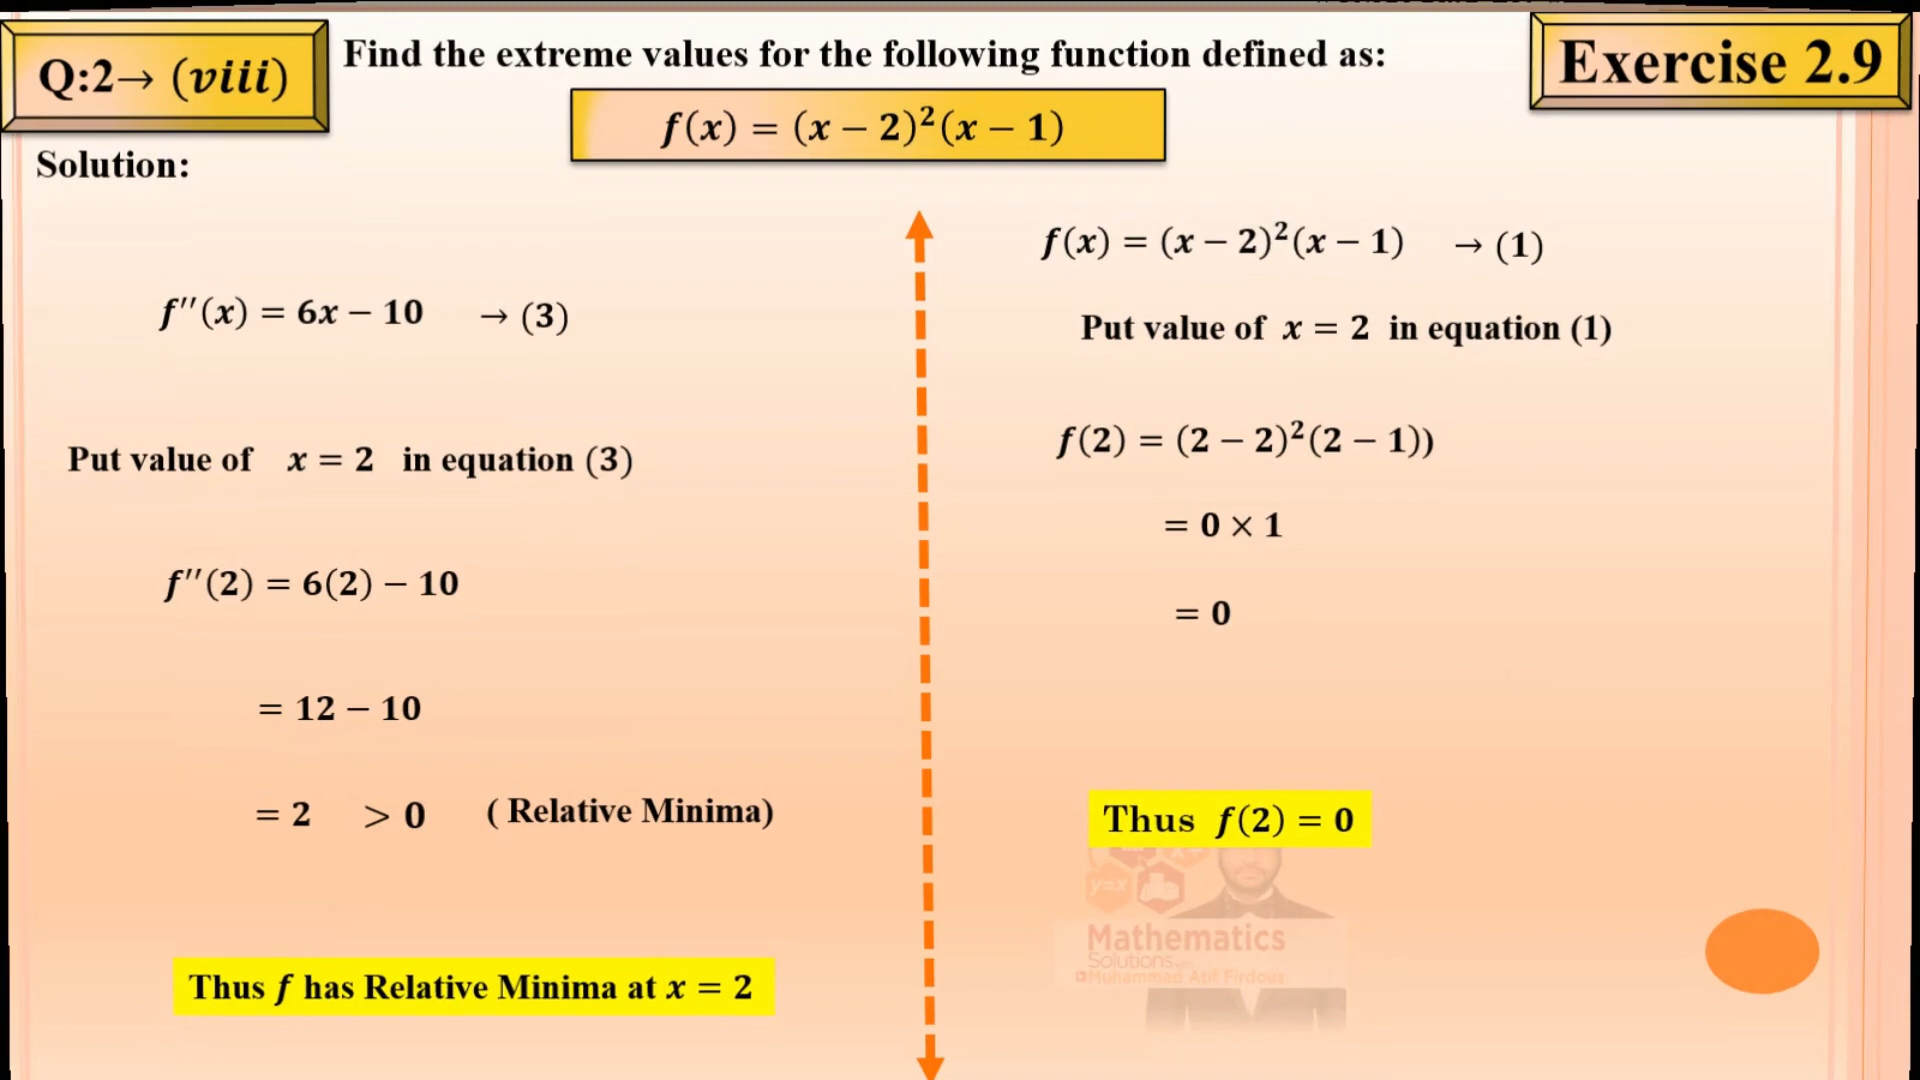 Q:2→ (viii)
Find the extreme values for the following function defined as:
Exercise 2.9
f(x) = (x − 2)²(x − 1)
Solution:
f′′(x) = 6x − 10 → (3)
Put value of x = 2 in equation (3)
f′′(2) = 6(2) − 10
= 12 − 10
= 2 > 0 ( Relative Minima)
Thus f has Relative Minima at x = 2
f(x) = (x − 2)²(x − 1) → (1)
Put value of x = 2 in equation (1)
f(2) = (2 − 2)²(2 − 1))
= 0 × 1
= 0
Thus f(2) = 0
y=x
Mathematics
Solutions
Muhammad Atif Firdous